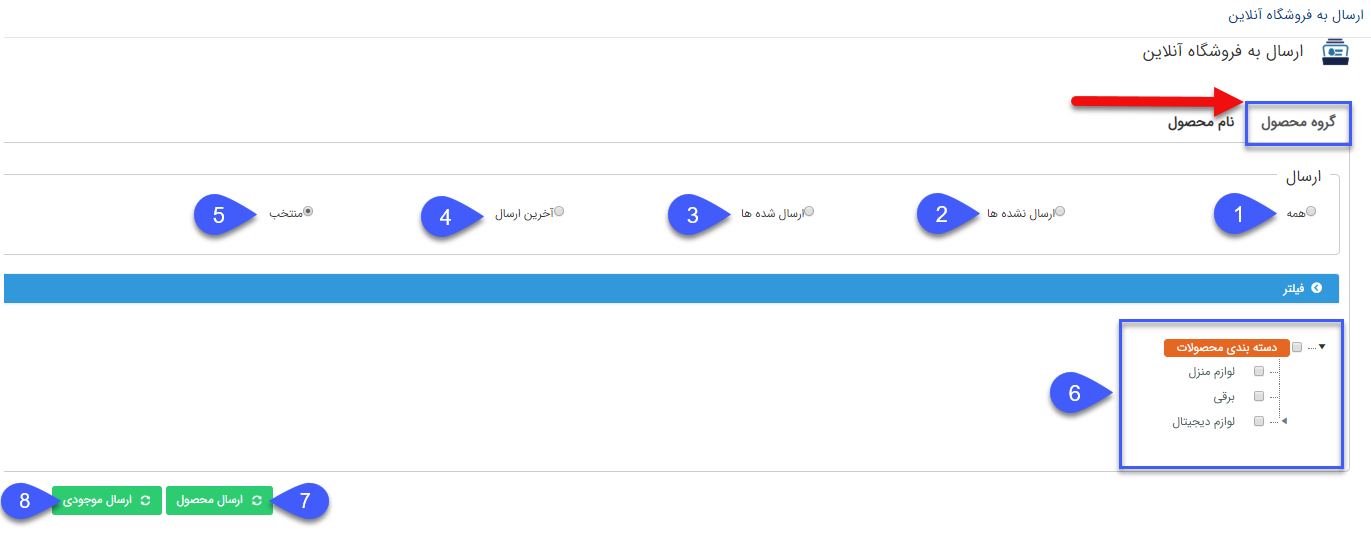 ارسال به فروشگاه آنلاین
ارسال به فروشگاه آنلاین
گروه محصول نام محصول
ارسال
همه 1 ارسال نشده ها 2 ارسال شده ها 3 آخرین ارسال 4 منتخب 5
فیلتر
دسته بندی محصولات
لوازم منزل
برقی
لوازم دیجیتال
6
7 ارسال محصول ارسال موجودی 8